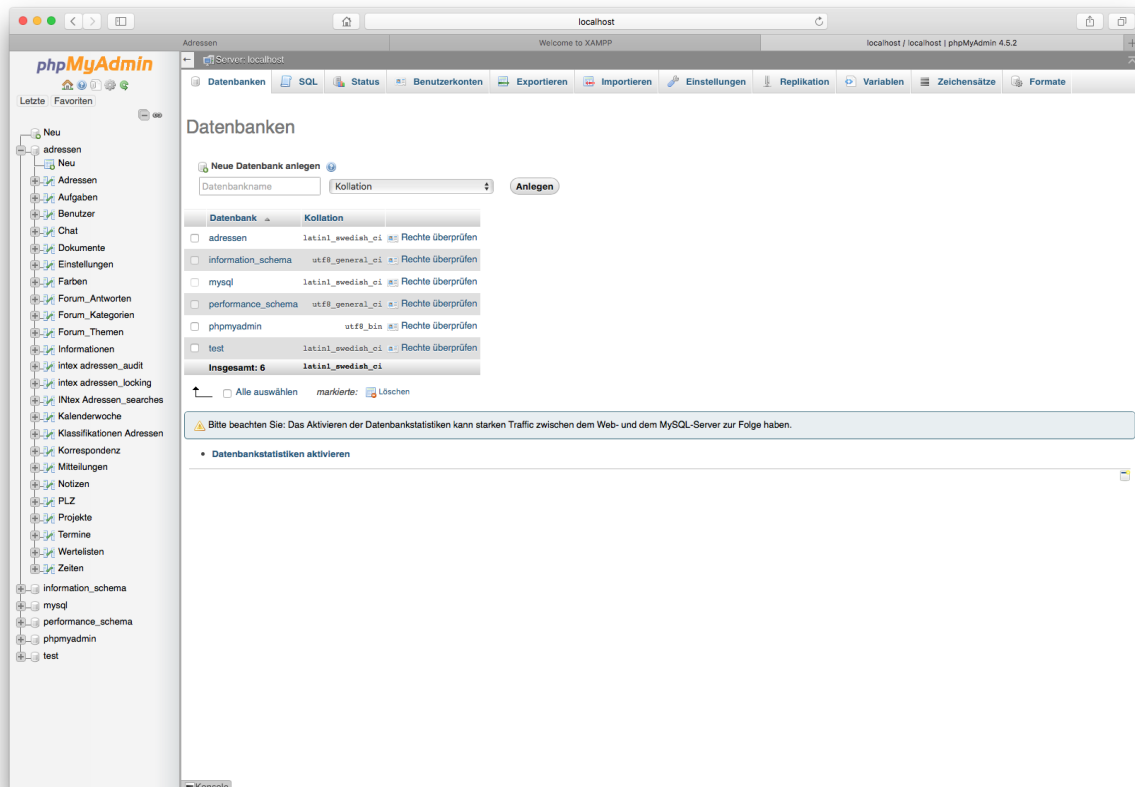 localhost
Adressen
Welcome to XAMPP
localhost / localhost | phpMyAdmin 4.5.2
phpMyAdmin
Letzte Favoriten
Neu
adressen
Neu
Adressen
Aufgaben
Benutzer
Chat
Dokumente
Einstellungen
Farben
Forum_Antworten
Forum_Kategorien
Forum_Themen
Informationen
intex adressen_audit
intex adressen_locking
INtex Adressen_searches
Kalenderwoche
Klassifikationen Adressen
Korrespondenz
Mitteilungen
Notizen
PLZ
Projekte
Termine
Wertelisten
Zeiten
information_schema
mysql
performance_schema
phpmyadmin
test
Server: localhost
Datenbanken SQL Status Benutzerkonten Exportieren Importieren Einstellungen Replikation Variablen Zeichensätze Formate
Datenbanken
Neue Datenbank anlegen
Datenbankname Kollation Anlegen
Datenbank Kollation
adressen latin1_swedish_ci Rechte überprüfen
information_schema utf8_general_ci Rechte überprüfen
mysql latin1_swedish_ci Rechte überprüfen
performance_schema utf8_general_ci Rechte überprüfen
phpmyadmin utf8_bin Rechte überprüfen
test latin1_swedish_ci Rechte überprüfen
Insgesamt: 6 latin1_swedish_ci
Alle auswählen markierte: Löschen
Bitte beachten Sie: Das Aktivieren der Datenbankstatistiken kann starken Traffic zwischen dem Web- und dem MySQL-Server zur Folge haben.
• Datenbankstatistiken aktivieren
Konsole